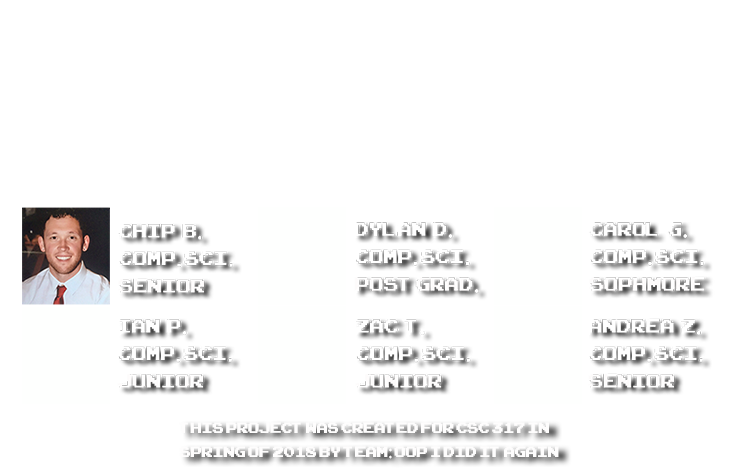 CHIP B.
COMP.SCI.
SENIOR
DYLAN D.
COMP.SCI.
POST GRAD.
CAROL G.
COMP.SCI.
SOPAMORE
IAN P.
COMP.SCI.
JUNIOR
ZAC T.
COMP.SCI.
JUNIOR
ANDREA Z.
COMP.SCI.
SENIOR
THIS PROJECT WAS CREATED FOR CSC 317 IN
SPRING OF 2018 BY TEAM: OOP I DID IT AGAIN